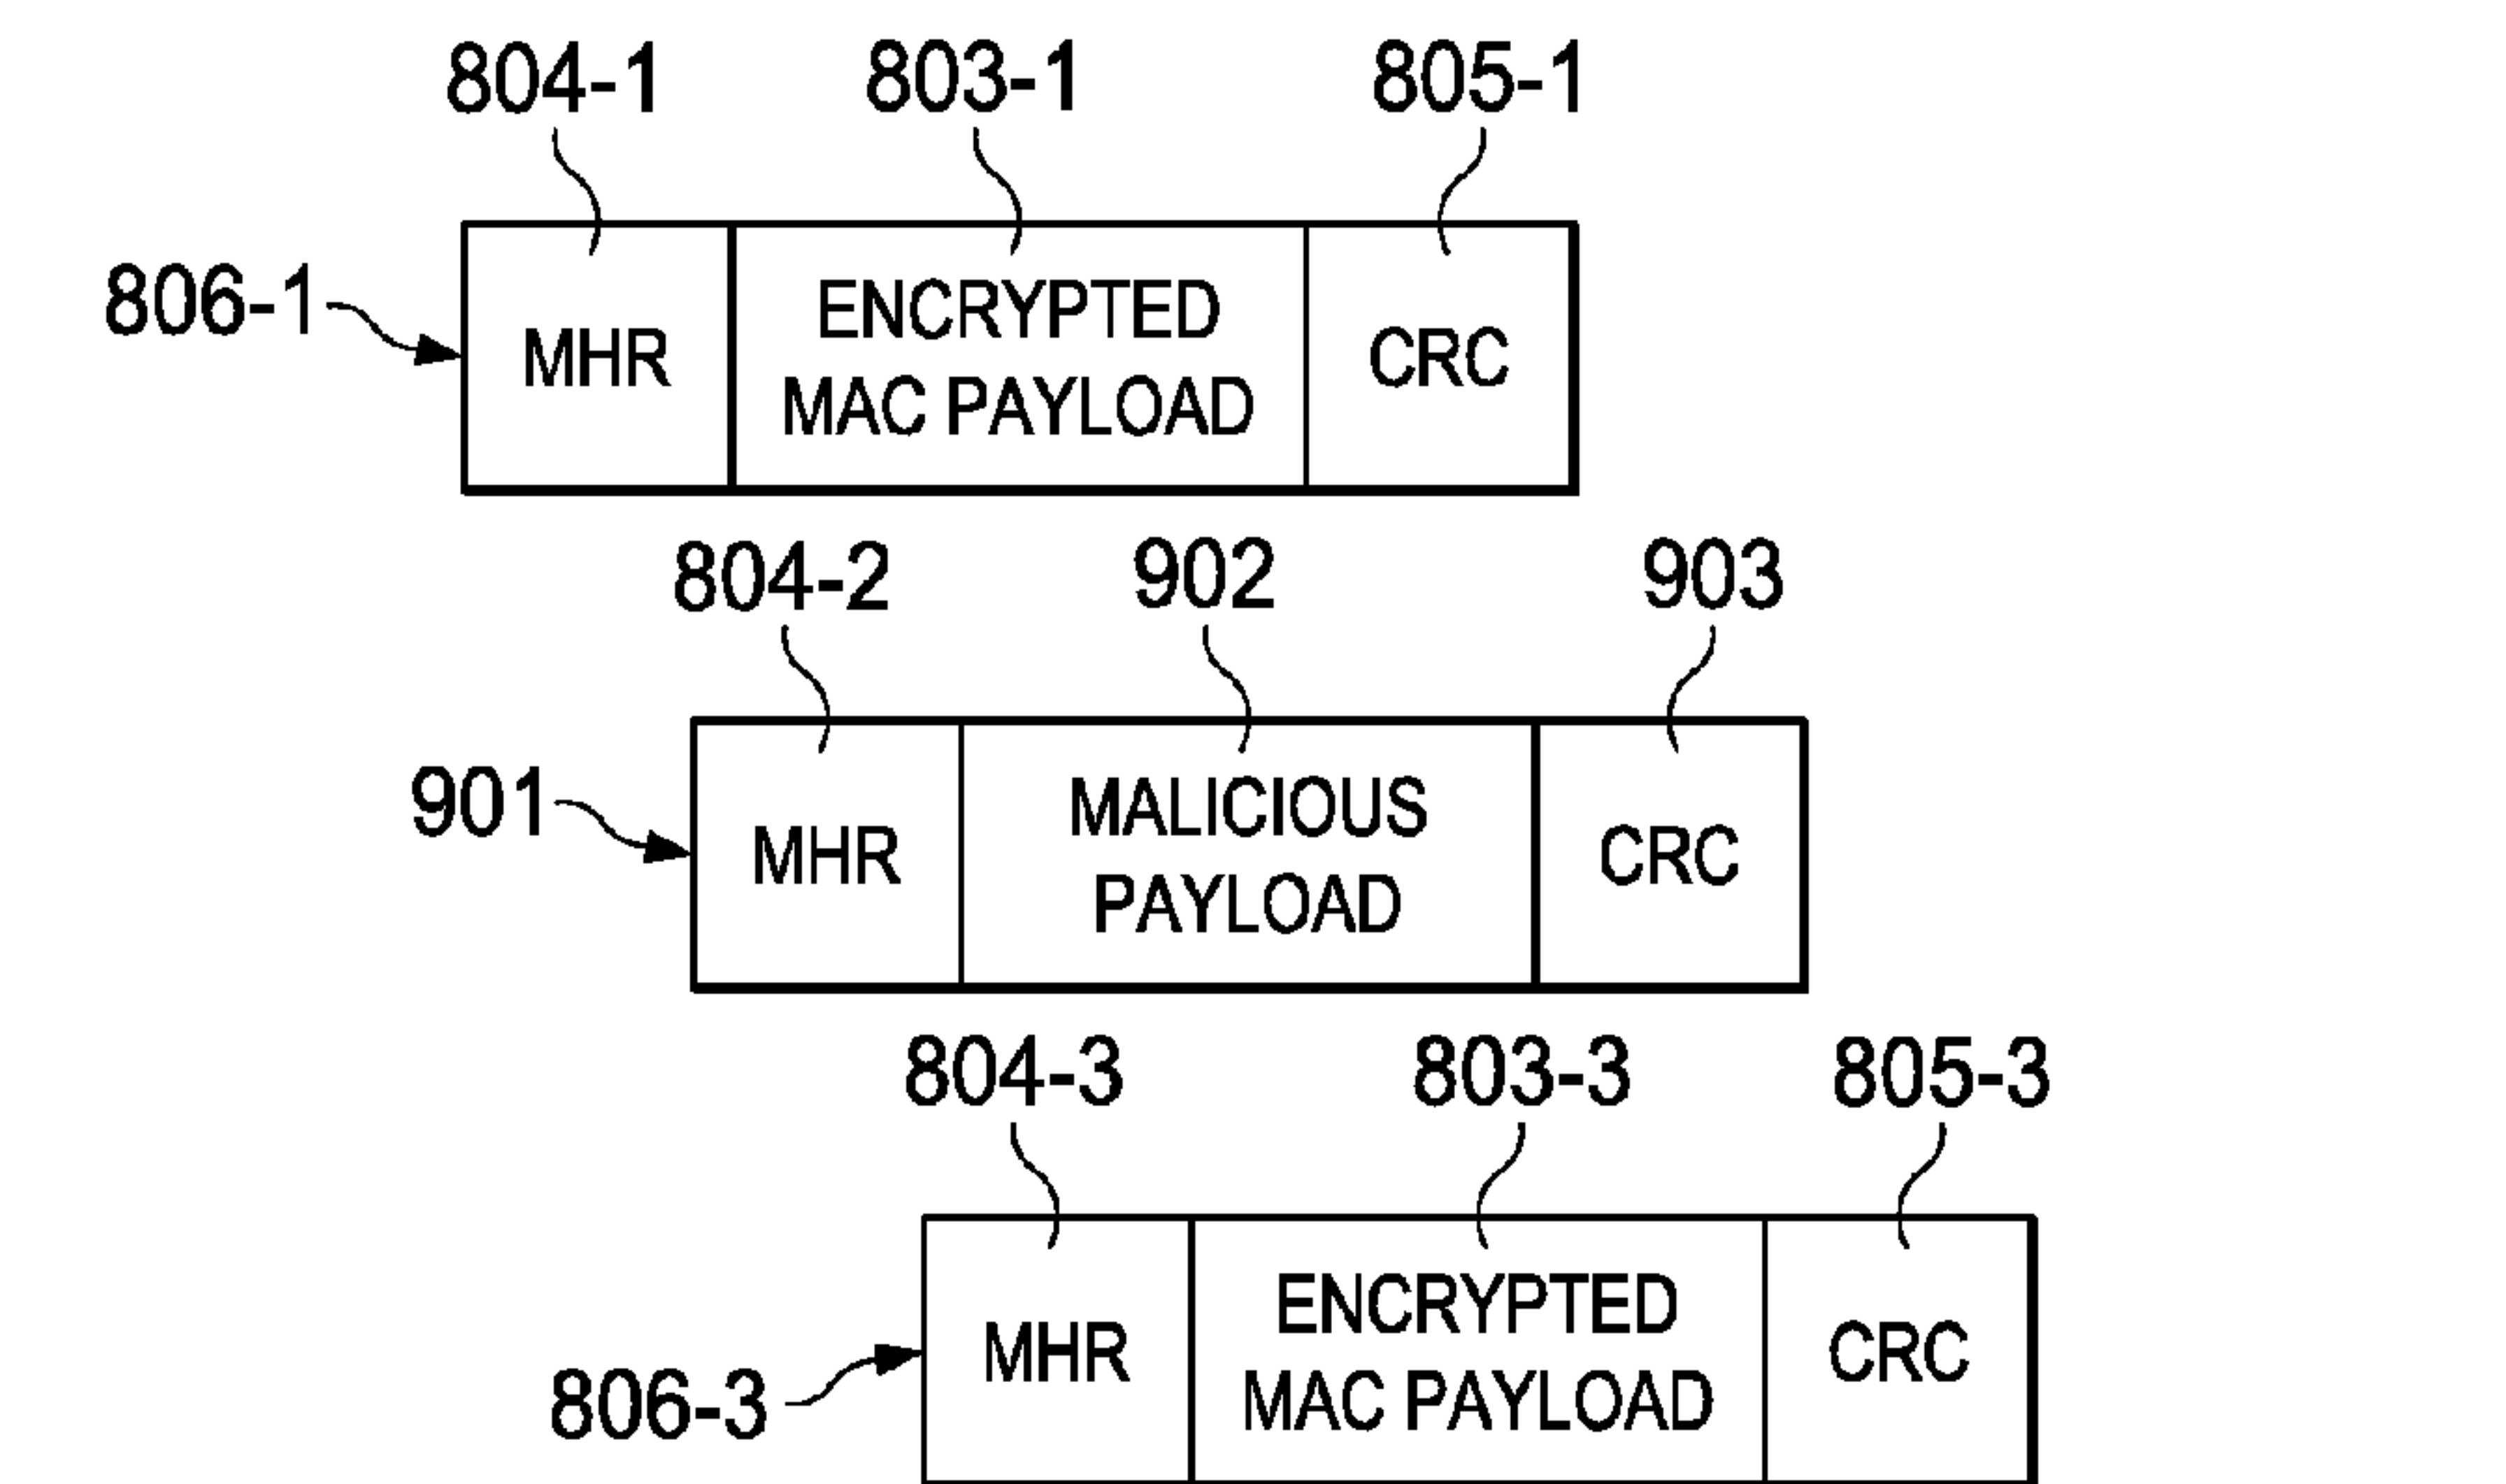 804-1 803-1 805-1
806-1
MHR
ENCRYPTED
MAC PAYLOAD
CRC
804-2 902 903
901
MHR
MALICIOUS
PAYLOAD
CRC
804-3 803-3 805-3
806-3
MHR
ENCRYPTED
MAC PAYLOAD
CRC